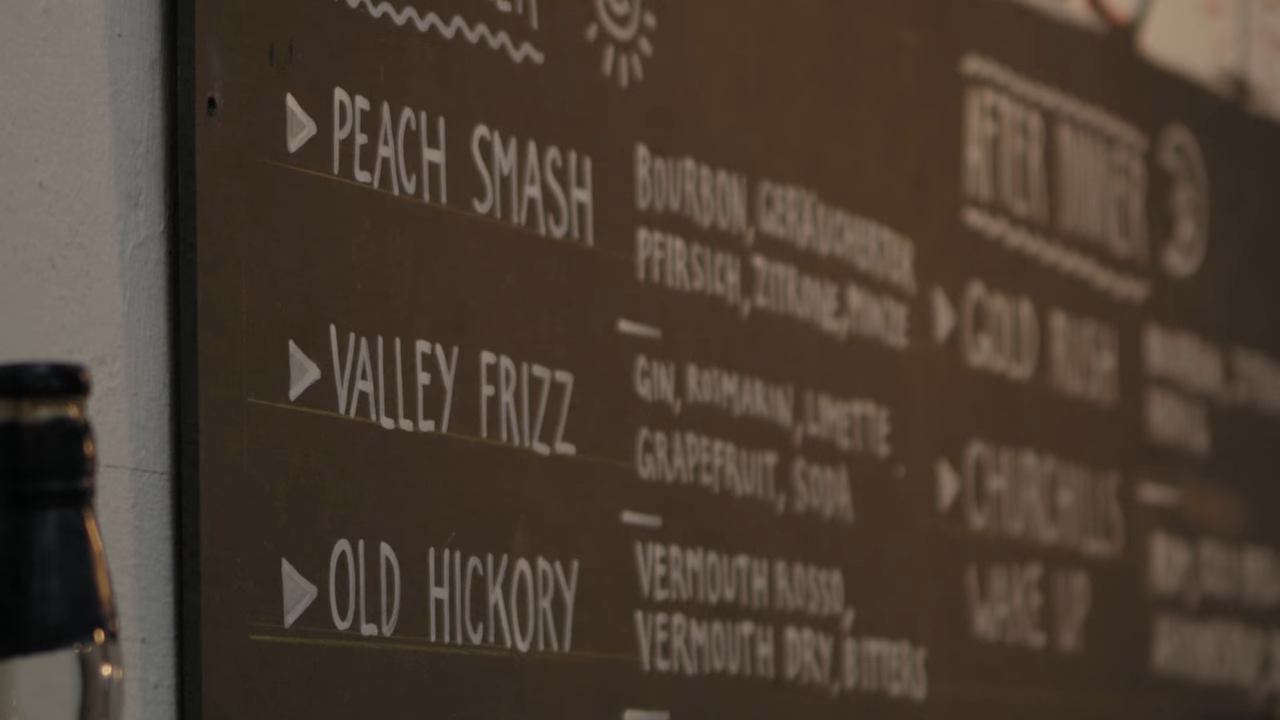 PEACH SMASH
BOURBON, GERÄUCHERTER
PFIRSICH, ZITRONE, MINZE
VALLEY FRIZZ
GIN, ROSMARIN, LIMETTE
GRAPEFRUIT, SODA
OLD HICKORY
VERMOUTH ROSSO,
VERMOUTH DRY, BITTERS
AFTER DINNER
GOLD RUSH
CHURCHILLS
WAKE UP